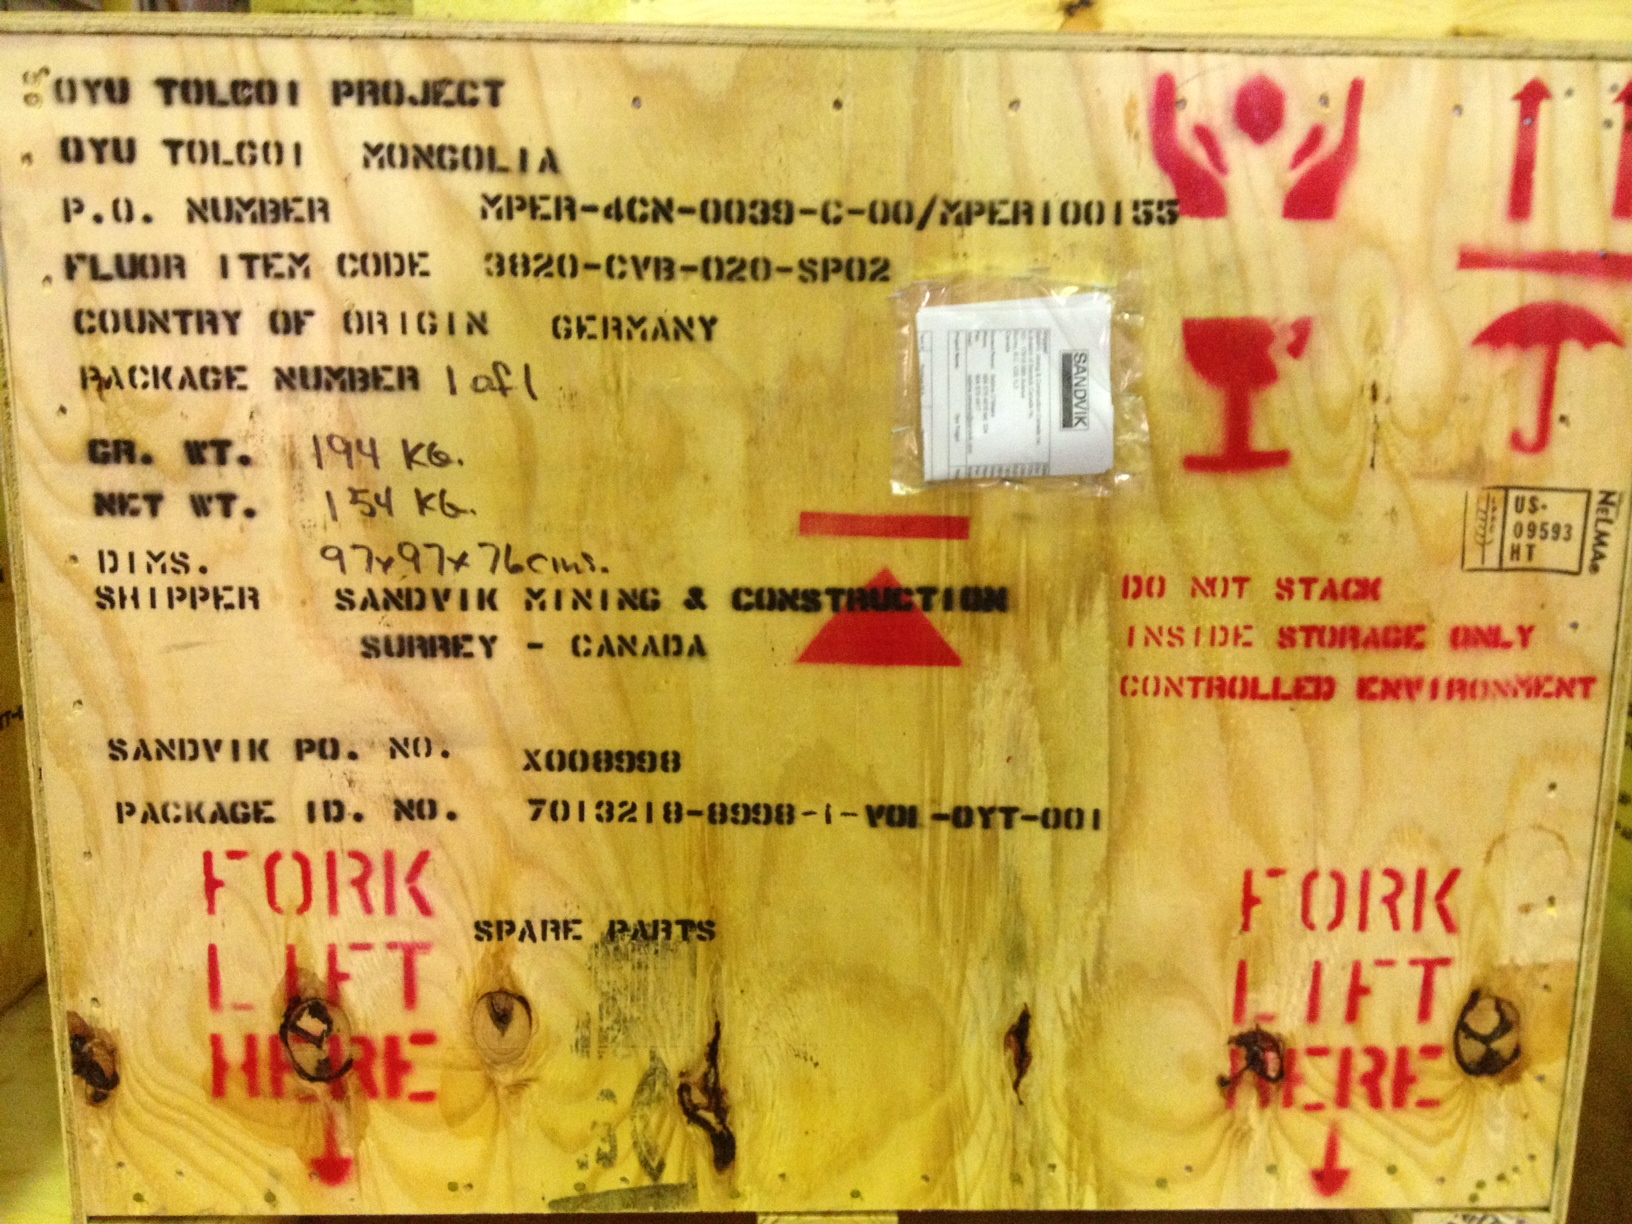 OYU TOLGOI PROJECT
OYU TOLGOI MONGOLIA
P.O. NUMBER MPER-4CN-0039-C-00/MPER100155
FLUOR ITEM CODE 3820-CVB-020-SP02
COUNTRY OF ORIGIN GERMANY
PACKAGE NUMBER 1 of 1
GR. WT. 194 KG.
NET WT. 154 KG.
DIMS. 97x97x76cms.
SHIPPER SANDVIK MINING & CONSTRUCTION
SURREY - CANADA
SANDVIK PO. NO. X008998
PACKAGE ID. NO. 7013218-8998-1-VOL-OYT-001
SPARE PARTS
FORK
LIFT
HERE
SANDVIK
US-
09593
HT
NELMA
DO NOT STACK
INSIDE STORAGE ONLY
CONTROLLED ENVIRONMENT
FORK
LIFT
HERE